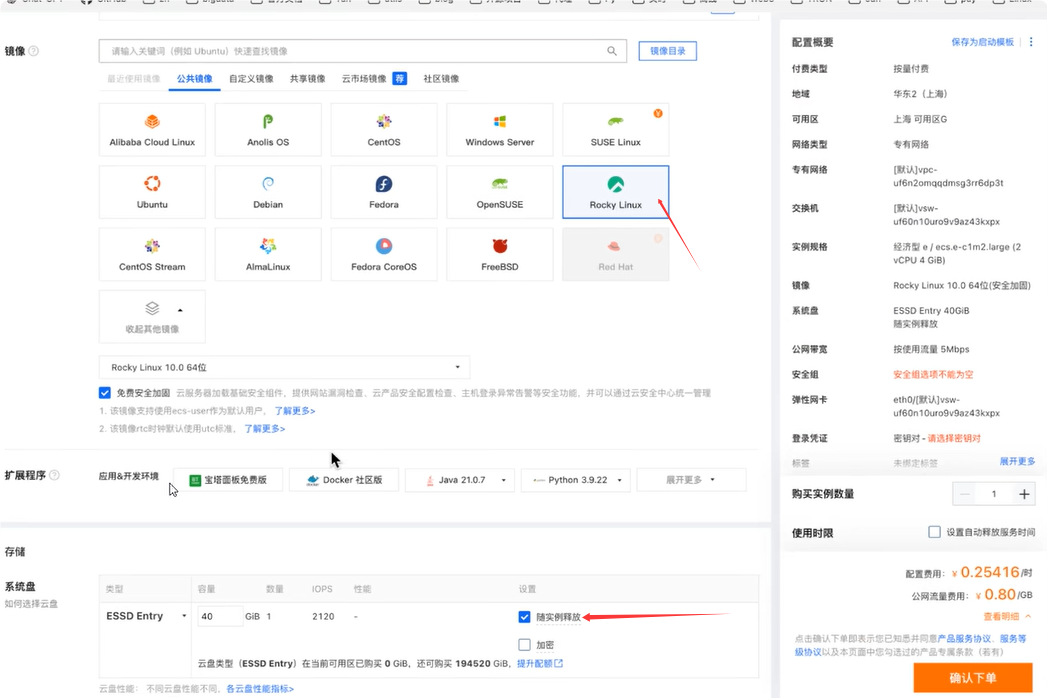 镜像
请输入关键词（例如 Ubuntu）快速查找镜像
镜像目录
最近使用镜像 公共镜像 自定义镜像 共享镜像 云市场镜像 荐 社区镜像
Alibaba Cloud Linux Anolis OS CentOS Windows Server SUSE Linux
Ubuntu Debian Fedora OpenSUSE Rocky Linux
CentOS Stream AlmaLinux Fedora CoreOS FreeBSD Red Hat
收起其他镜像
Rocky Linux 10.0 64位
免费安全加固 云服务器加载基础安全组件，提供网站漏洞检查、云产品安全配置检查、主机登录异常告警等安全功能，并可以通过云安全中心统一管理
1. 该镜像支持使用ecs-user作为默认用户， 了解更多>
2. 该镜像rtc时钟默认使用utc标准， 了解更多>
扩展程序
应用&开发环境 宝塔面板免费版 Docker 社区版 Java 21.0.7 Python 3.9.22 展开更多
存储
系统盘
如何选择云盘
类型 容量 数量 IOPS 性能 设置
ESSD Entry 40 GiB 1 2120 - 随实例释放
加密
云盘类型（ESSD Entry）在当前可用区已购买 0 GiB，还可购买 194520 GiB， 提升配额
云盘性能： 不同云盘性能不同，各云盘性能指标>
配置概要 保存为启动模板
付费类型 按量付费
地域 华东2（上海）
可用区 上海 可用区G
网络类型 专有网络
专有网络 [默认]vpc-
uf6n2omqqdmsg3rr6dp3t
交换机 [默认]vsw-
uf60n10uro9v9az43kxpx
实例规格 经济型 e / ecs.e-c1m2.large (2
vCPU 4 GiB)
镜像 Rocky Linux 10.0 64位(安全加固)
系统盘 ESSD Entry 40GiB
随实例释放
公网带宽 按使用流量 5Mbps
安全组 安全组选项不能为空
弹性网卡 eth0/[默认]vsw-
uf60n10uro9v9az43kxpx
登录凭证 密钥对 - 请选择密钥对
标签 未绑定标签 展开更多
购买实例数量 1
使用时限 设置自动释放服务时间
配置费用： ¥ 0.25416 /时
公网流量费用： ¥ 0.80 /GB
查看明细
点击确认下单即表示您已知悉并同意产品服务协议、服务等
级协议以及本页面中您勾选过的产品专属条款（若有）
确认下单